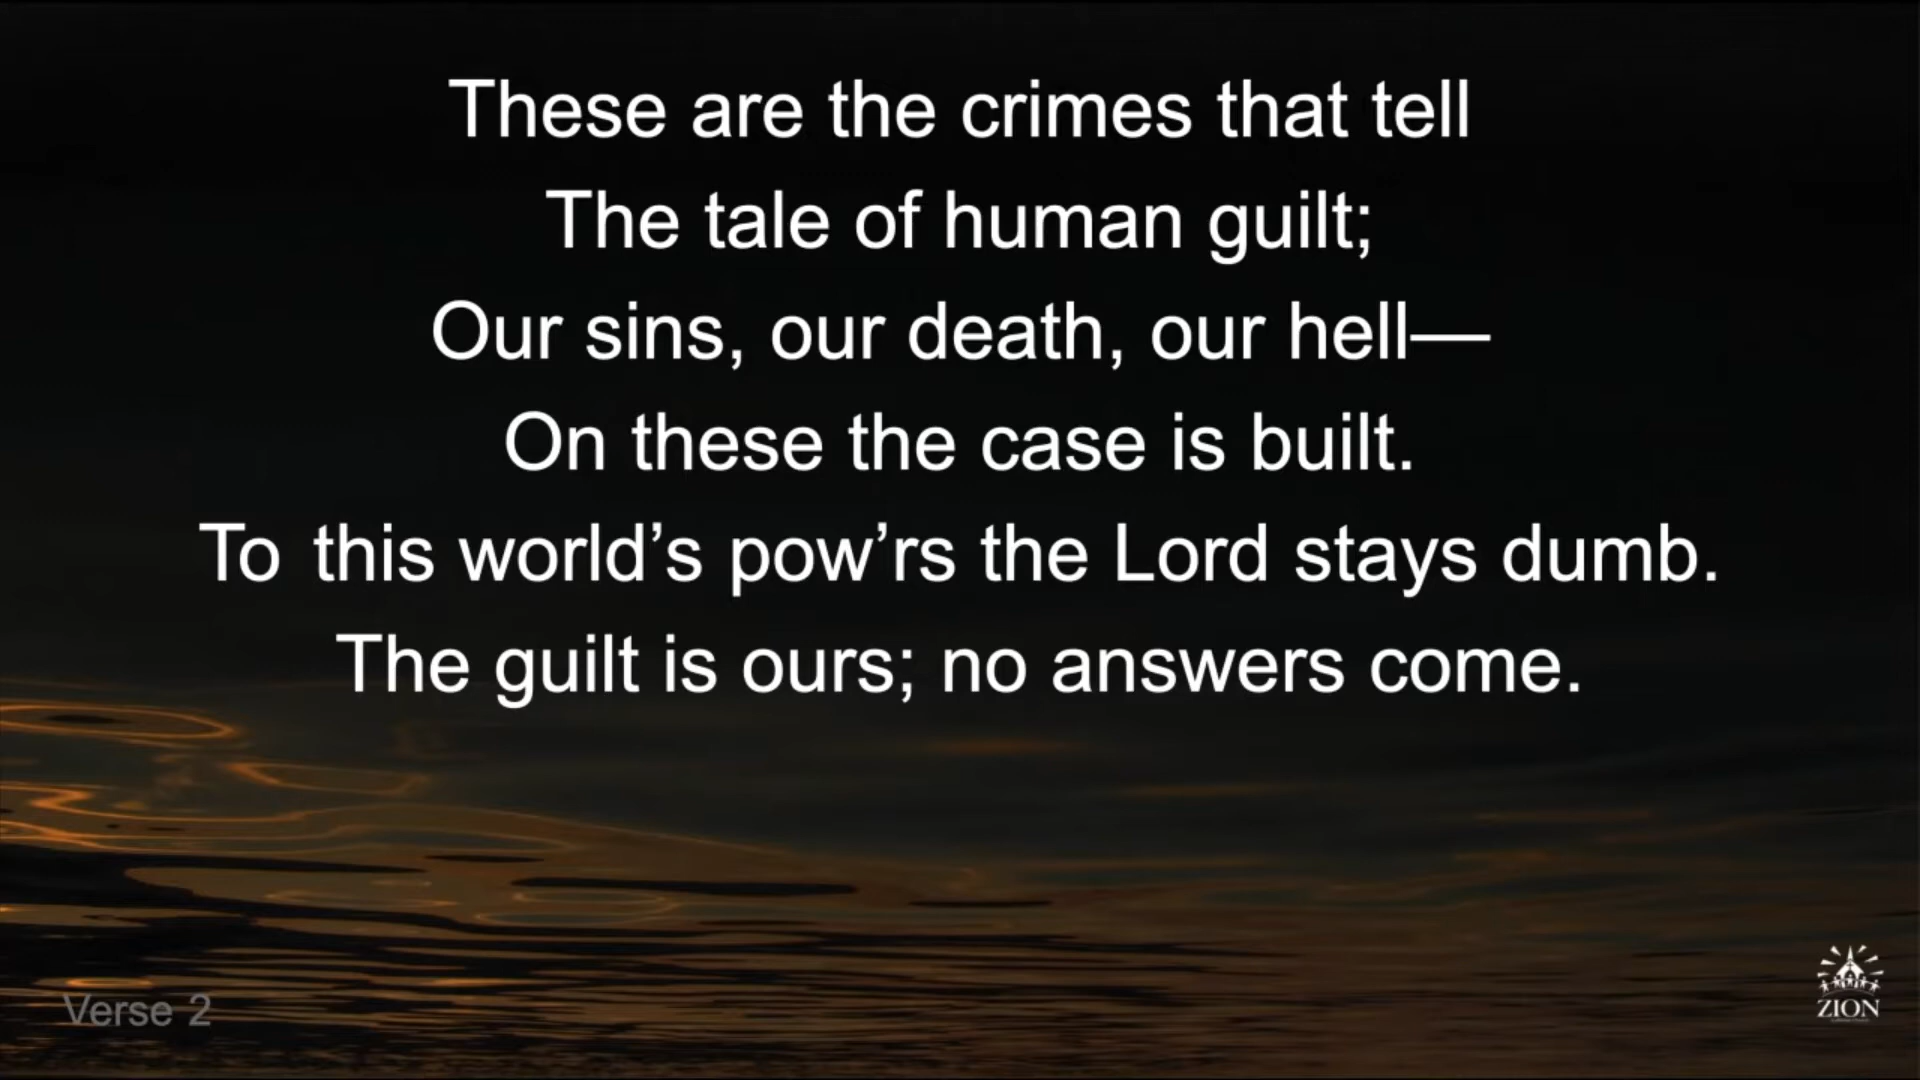 These are the crimes that tell
The tale of human guilt;
Our sins, our death, our hell—
On these the case is built.
To this world’s pow’rs the Lord stays dumb.
The guilt is ours; no answers come.
Verse 2
ZION